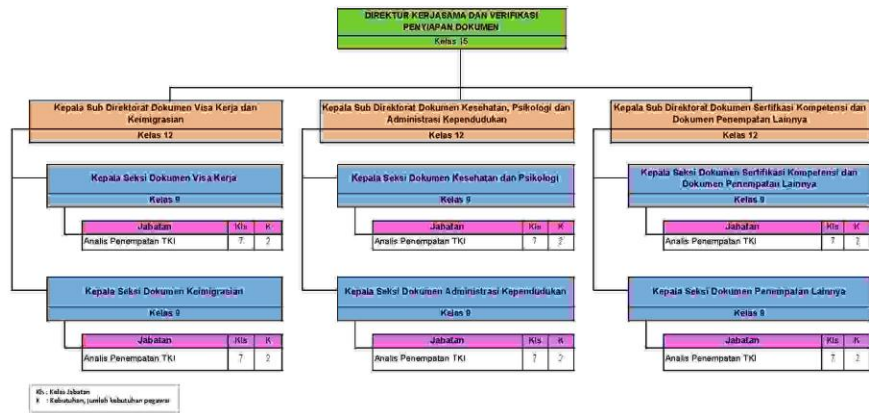 DIREKTUR KERJASAMA DAN VERIFIKASI
PENYIAPAN DOKUMEN
Kelas 15
Kepala Sub Direktorat Dokumen Visa Kerja dan
Keimigrasian
Kelas 12
Kepala Sub Direktorat Dokumen Kesehatan, Psikologi dan
Administrasi Kependudukan
Kelas 12
Kepala Sub Direktorat Dokumen Sertifikasi Kompetensi dan
Dokumen Penempatan Lainnya
Kelas 12
Kepala Seksi Dokumen Visa Kerja
Kelas 9
Jabatan Kls K
Analis Penempatan TKI 7 2
Kepala Seksi Dokumen Kesehatan dan Psikologi
Kelas 9
Jabatan Kls K
Analis Penempatan TKI 7 2
Kepala Seksi Dokumen Sertifikasi Kompetensi dan
Dokumen Penempatan Lainnya
Kelas 9
Jabatan Kls K
Analis Penempatan TKI 7 2
Kepala Seksi Dokumen Keimigrasian
Kelas 9
Jabatan Kls K
Analis Penempatan TKI 7 2
Kepala Seksi Dokumen Administrasi Kependudukan
Kelas 9
Jabatan Kls K
Analis Penempatan TKI 7 2
Kepala Seksi Dokumen Penempatan Lainnya
Kelas 9
Jabatan Kls K
Analis Penempatan TKI 7 2
Kls : Kelas Jabatan
K : Kebutuhan, jumlah kebutuhan pegawai